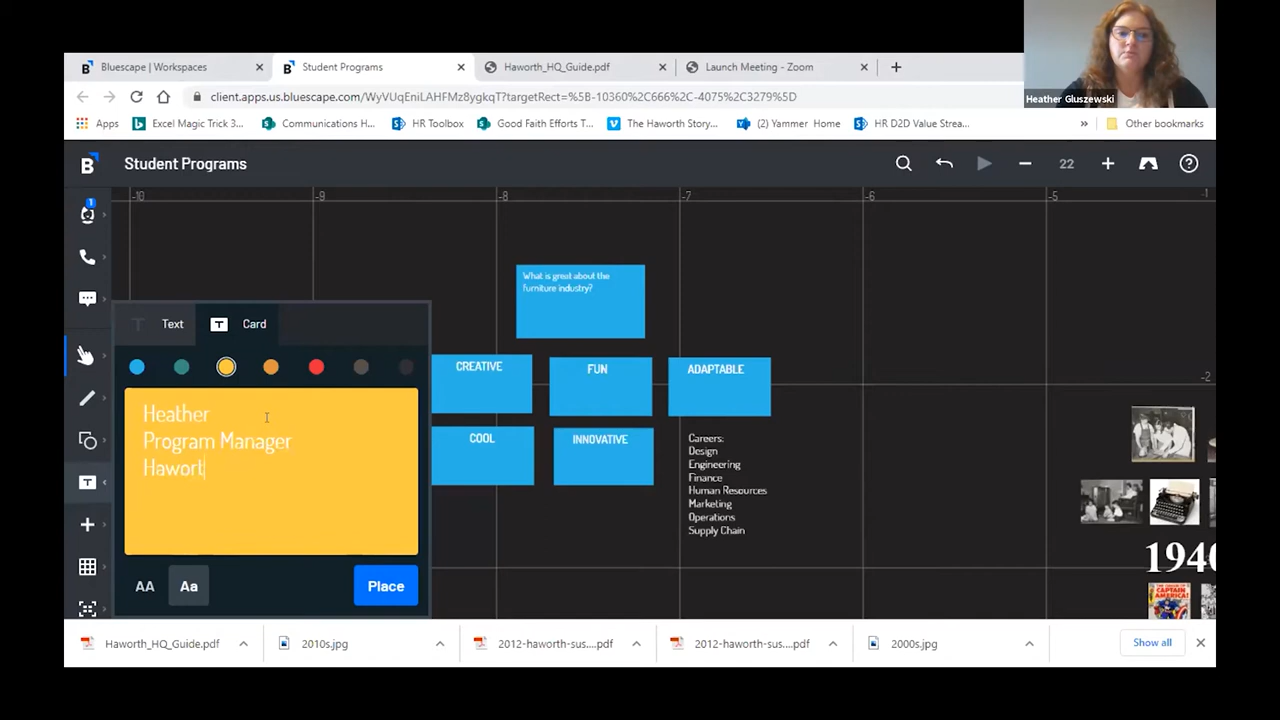 Heather Gluszewski
Bluescape | Workspaces
Student Programs
Haworth_HQ_Guide.pdf
Launch Meeting - Zoom
client.apps.us.bluescape.com/WyVUqEniLAHFMz8ygkqT?targetRect=%5B-10360%2C666%2C-4075%2C3279%5D
Apps
Excel Magic Trick 3...
Communications H...
HR Toolbox
Good Faith Efforts T...
The Haworth Story...
(2) Yammer Home
HR D2D Value Strea...
»
Other bookmarks
Student Programs
22
-10
-9
-8
-7
-6
-5
-1
1
What is great about the
furniture industry?
Text
Card
-2
CREATIVE
FUN
ADAPTABLE
Heather
Program Manager
Hawort
COOL
INNOVATIVE
Careers:
Design
Engineering
Finance
Human Resources
Marketing
Operations
Supply Chain
1940
CAPTAIN
AMERICA!
AA
Aa
Place
Haworth_HQ_Guide.pdf
2010s.jpg
2012-haworth-sus....pdf
2012-haworth-sus....pdf
2000s.jpg
Show all